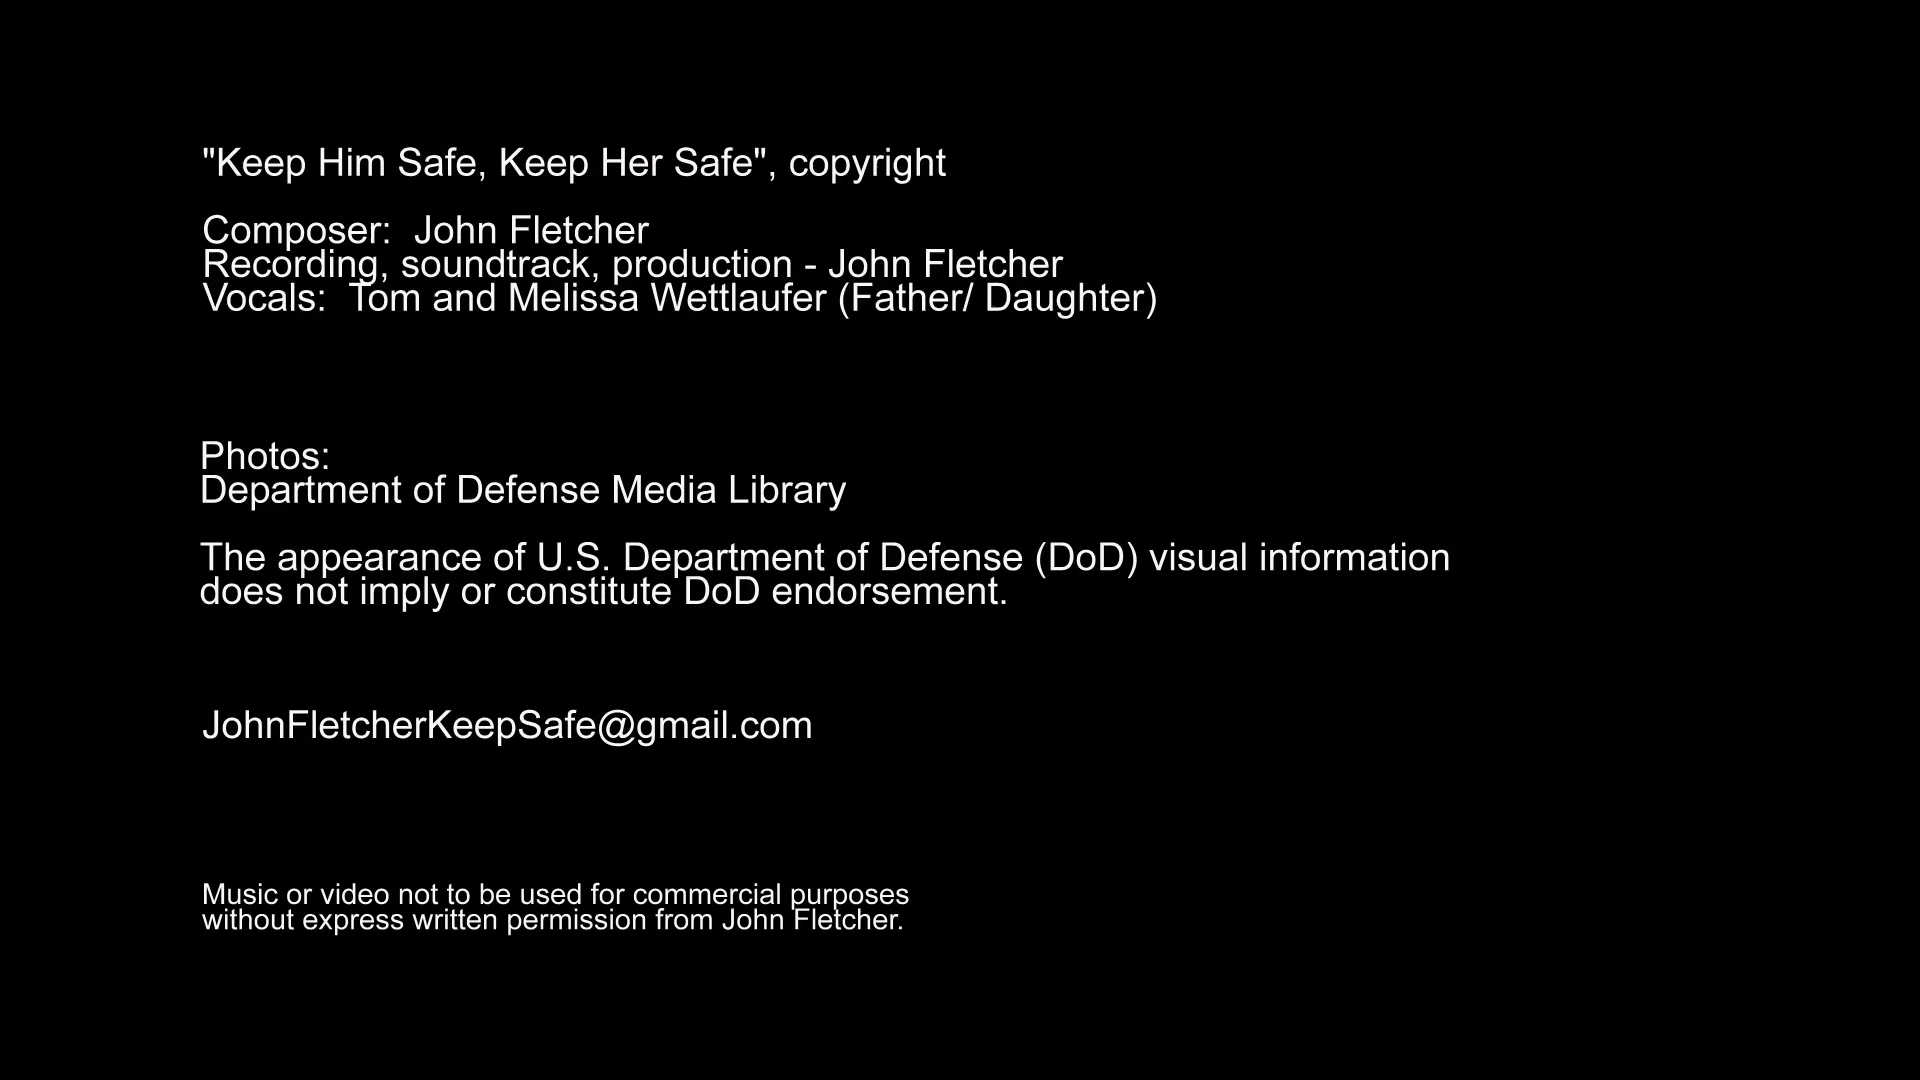 "Keep Him Safe, Keep Her Safe", copyright
Composer:  John Fletcher
Recording, soundtrack, production - John Fletcher
Vocals:  Tom and Melissa Wettlaufer (Father/ Daughter)
Photos:
Department of Defense Media Library
The appearance of U.S. Department of Defense (DoD) visual information
does not imply or constitute DoD endorsement.
JohnFletcherKeepSafe@gmail.com
Music or video not to be used for commercial purposes
without express written permission from John Fletcher.